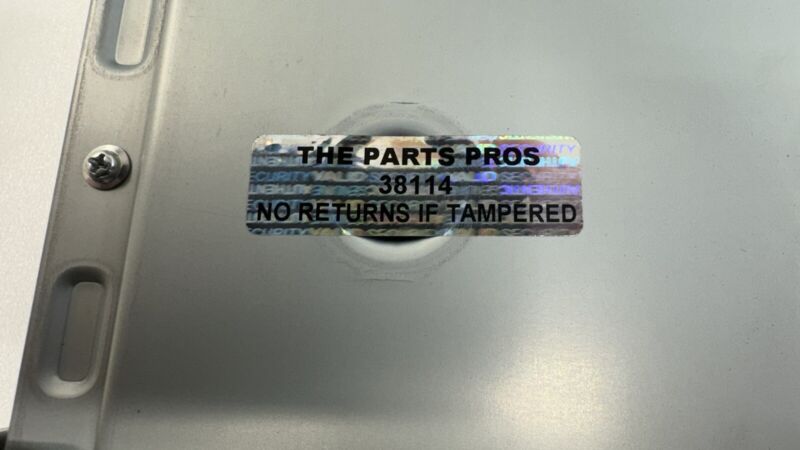 THE PARTS PROS
38114
NO RETURNS IF TAMPERED